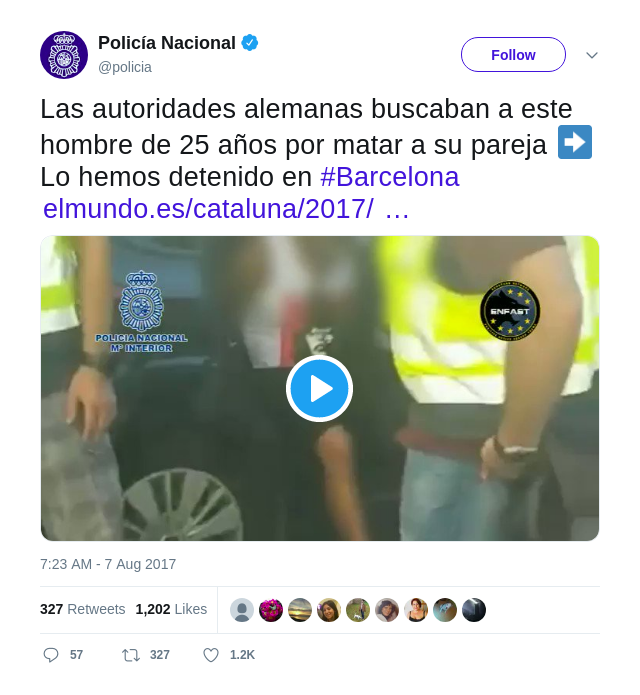 Policía Nacional
@policia
Follow
Las autoridades alemanas buscaban a este
hombre de 25 años por matar a su pareja ➡
Lo hemos detenido en #Barcelona
elmundo.es/cataluna/2017/ …
POLICIA NACIONAL
Mº INTERIOR
ENFAST
7:23 AM - 7 Aug 2017
327 Retweets 1,202 Likes
57 327 1.2K